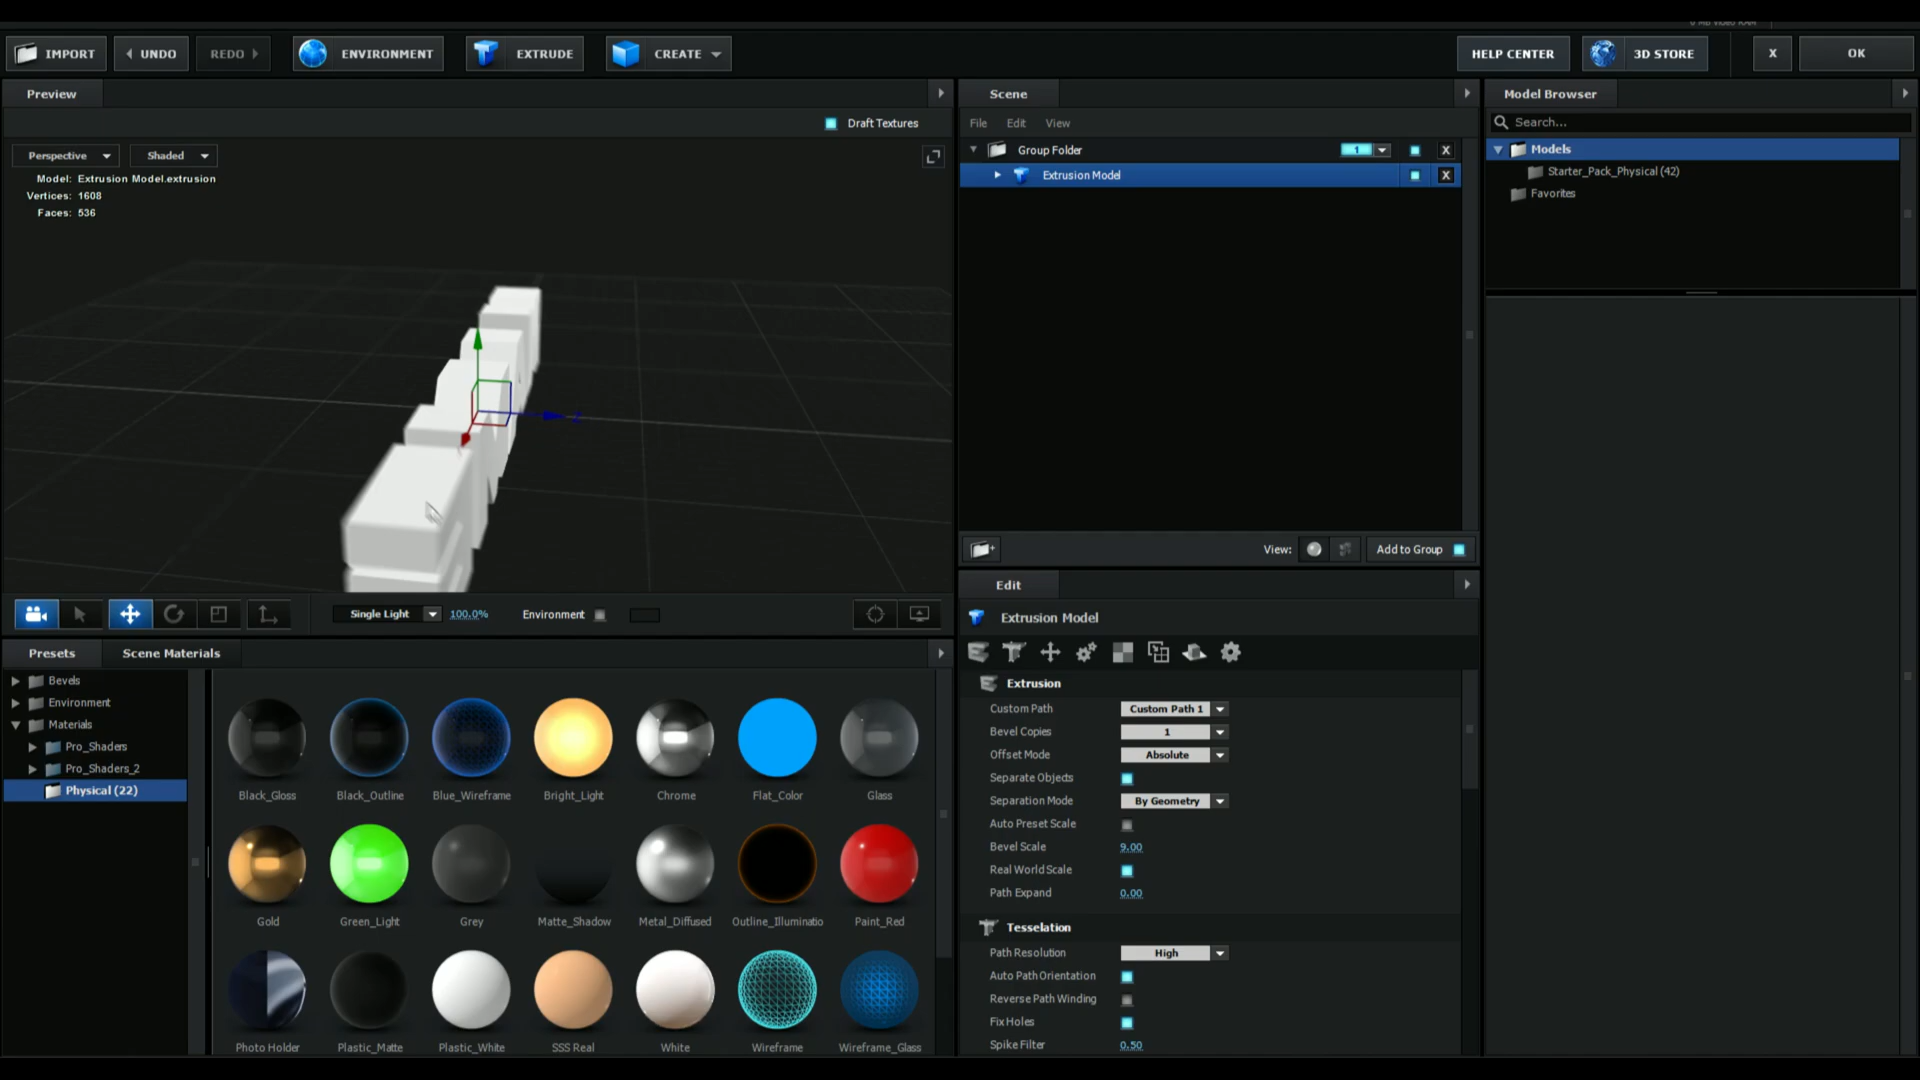 0 MB Video RAM
IMPORT
UNDO
REDO
ENVIRONMENT
EXTRUDE
CREATE
HELP CENTER
3D STORE
X
OK
Preview
Draft Textures
Perspective
Shaded
Model: Extrusion Model.extrusion
Vertices: 1608
Faces: 536
Single Light
100.0%
Environment
Presets
Scene Materials
Bevels
Environment
Materials
Pro_Shaders
Pro_Shaders_2
Physical (22)
Black_Gloss
Black_Outline
Blue_Wireframe
Bright_Light
Chrome
Flat_Color
Glass
Gold
Green_Light
Grey
Matte_Shadow
Metal_Diffused
Outline_Illuminatio
Paint_Red
Photo Holder
Plastic_Matte
Plastic_White
SSS Real
White
Wireframe
Wireframe_Glass
Scene
File Edit View
Group Folder
1
X
Extrusion Model
X
View:
Add to Group
Edit
Extrusion Model
Extrusion
Custom Path Custom Path 1
Bevel Copies 1
Offset Mode Absolute
Separate Objects
Separation Mode By Geometry
Auto Preset Scale
Bevel Scale 9.00
Real World Scale
Path Expand 0.00
Tesselation
Path Resolution High
Auto Path Orientation
Reverse Path Winding
Fix Holes
Spike Filter 0.50
Model Browser
Search...
Models
Starter_Pack_Physical (42)
Favorites